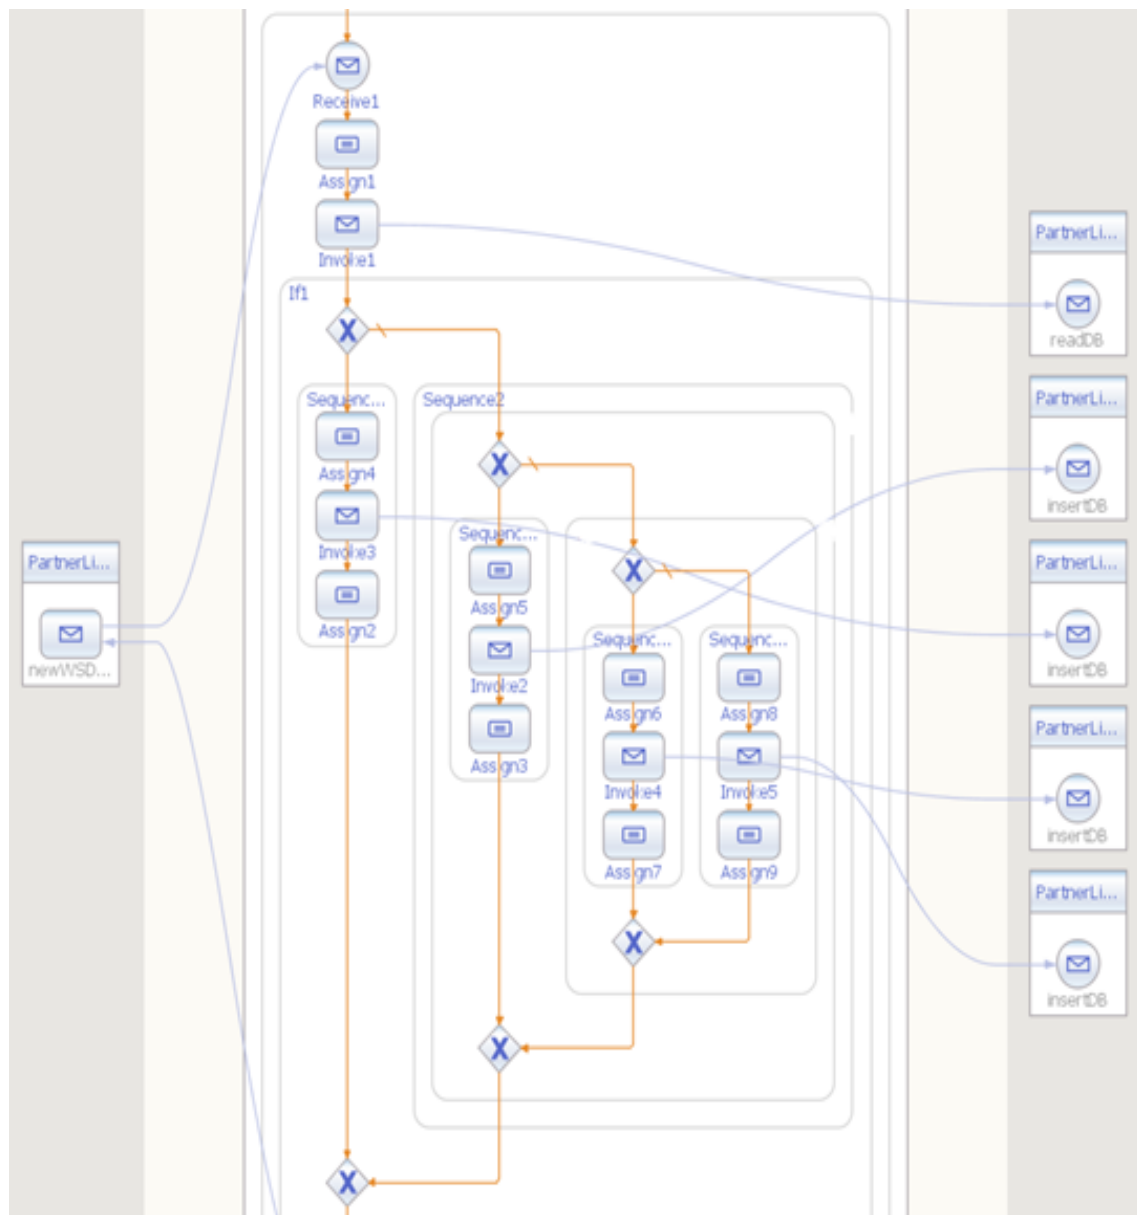 Receive1
Assign1
Invoke1
PartnerLi...
readDB
If1
Sequenc...
Sequence2
PartnerLi...
insertDB
Assign4
Invoke3
Assign2
Sequenc...
Assign5
Invoke2
Assign3
PartnerLi...
newWSD...
PartnerLi...
insertDB
Sequenc...
Sequenc...
Assign6
Assign8
Invoke4
Invoke5
Assign7
Assign9
PartnerLi...
insertDB
PartnerLi...
insertDB